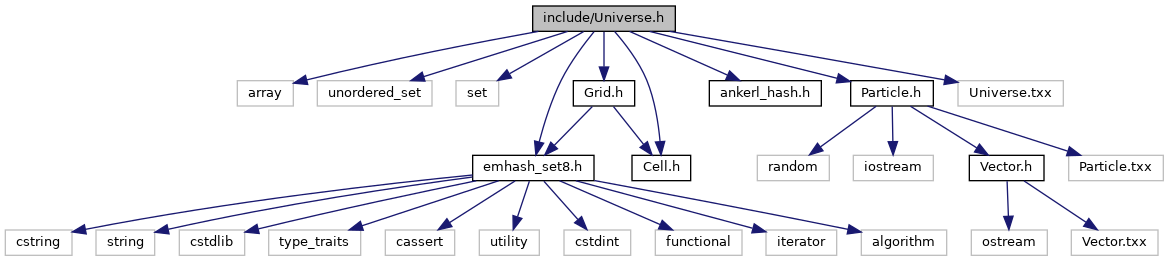 include/Universe.h
array
unordered_set
set
Grid.h
ankerl_hash.h
Particle.h
Universe.txx
emhash_set8.h
Cell.h
random
iostream
Vector.h
Particle.txx
cstring
string
cstdlib
type_traits
cassert
utility
cstdint
functional
iterator
algorithm
ostream
Vector.txx